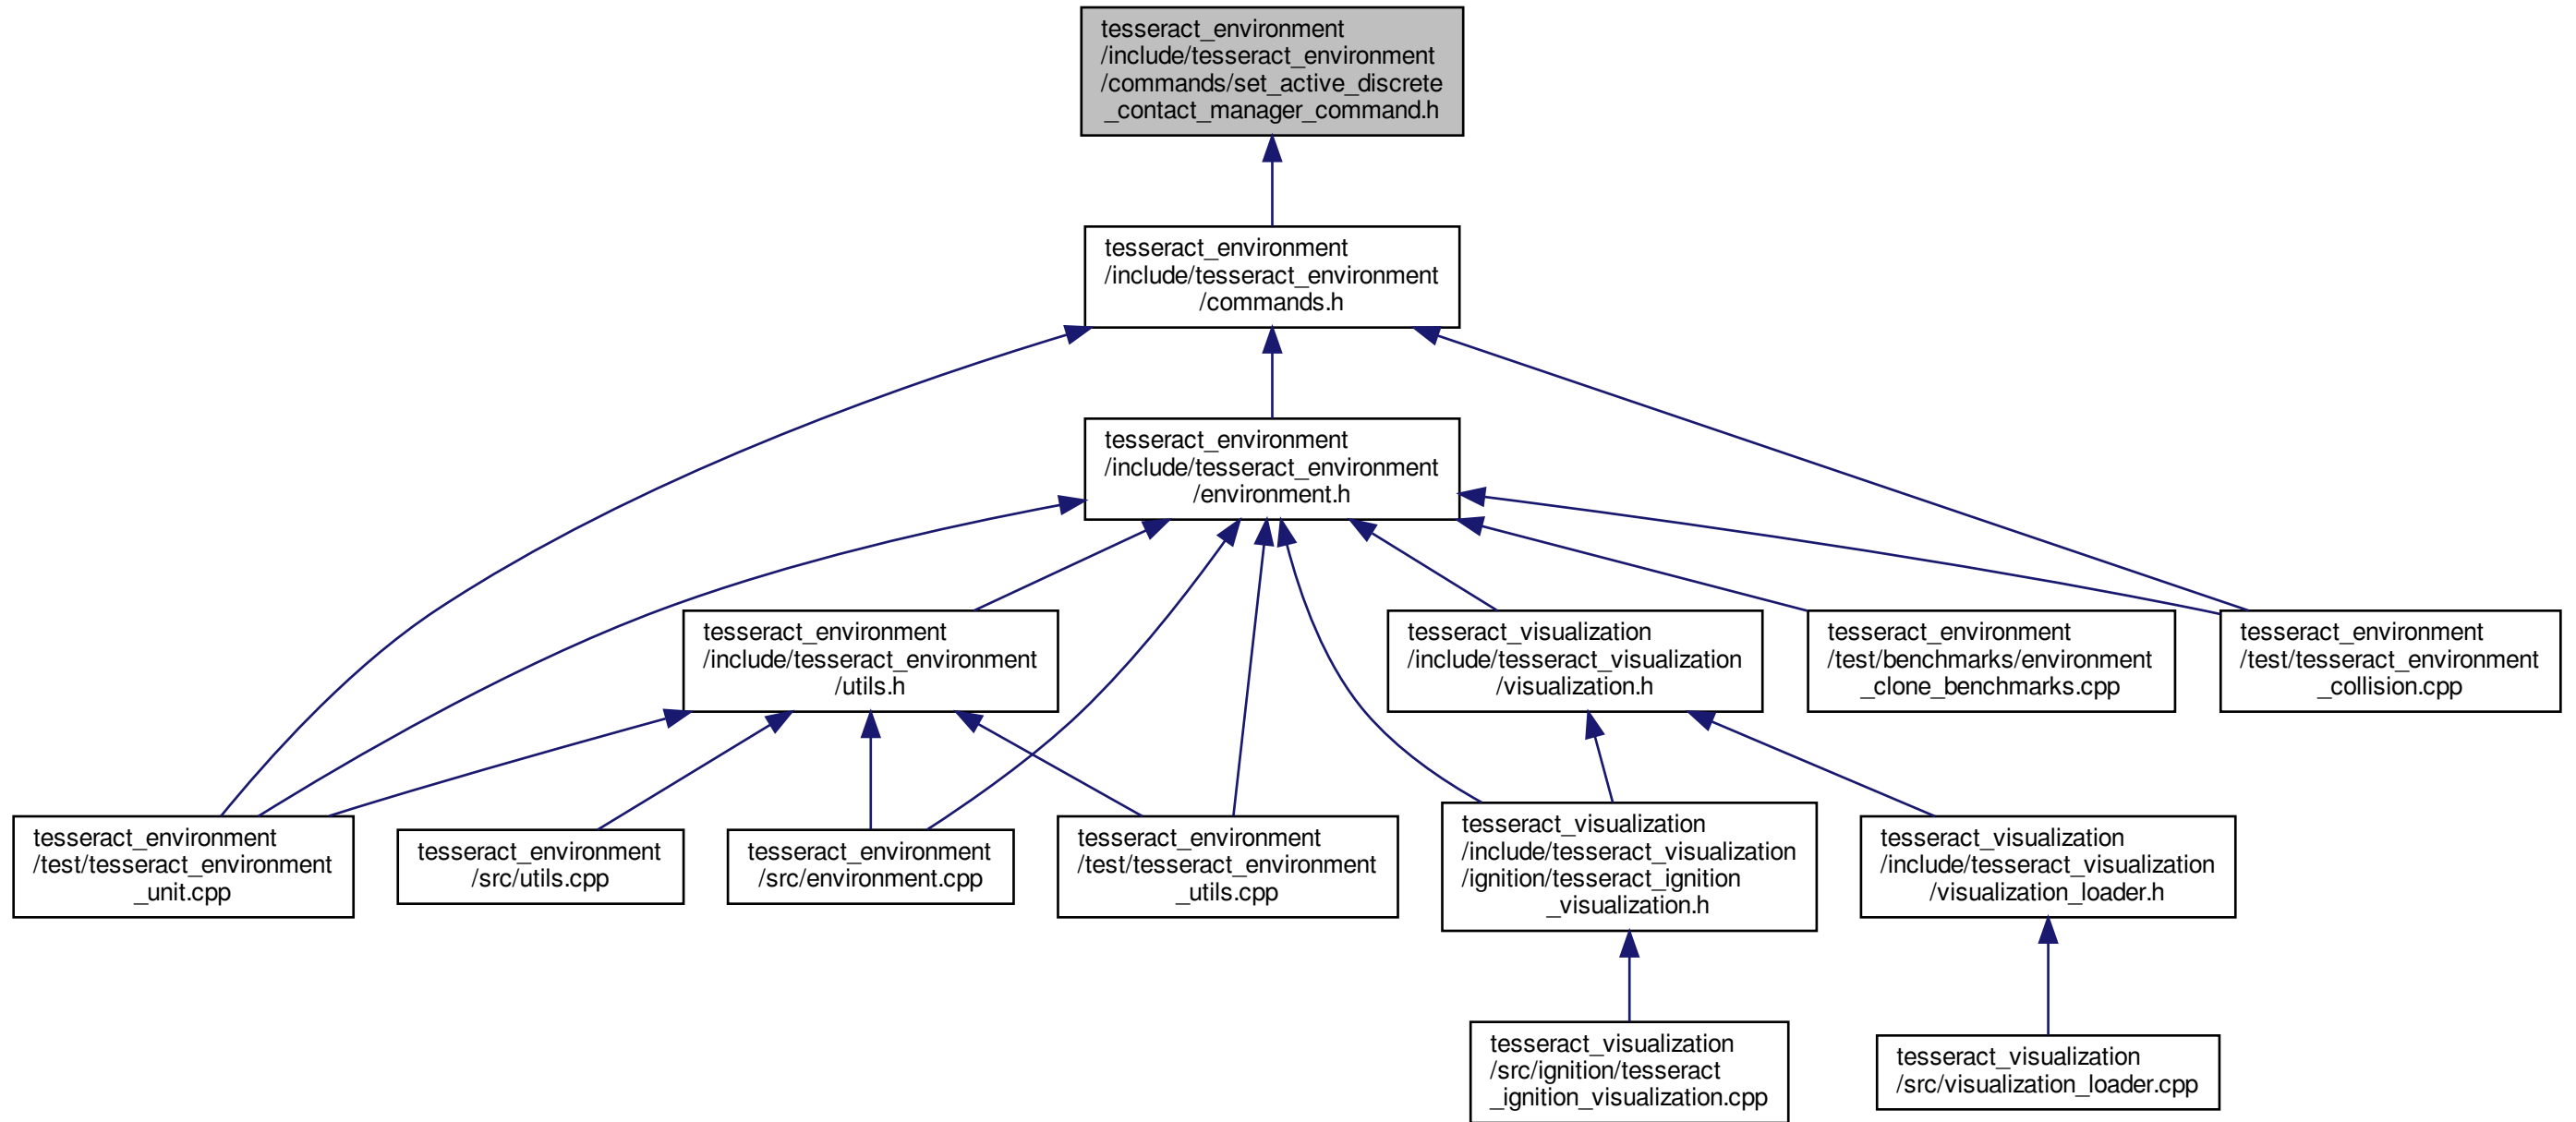 tesseract_environment
/include/tesseract_environment
/commands/set_active_discrete
_contact_manager_command.h
tesseract_environment
/include/tesseract_environment
/commands.h
tesseract_environment
/include/tesseract_environment
/environment.h
tesseract_environment
/include/tesseract_environment
/utils.h
tesseract_visualization
/include/tesseract_visualization
/visualization.h
tesseract_environment
/test/benchmarks/environment
_clone_benchmarks.cpp
tesseract_environment
/test/tesseract_environment
_collision.cpp
tesseract_environment
/test/tesseract_environment
_unit.cpp
tesseract_environment
/src/utils.cpp
tesseract_environment
/src/environment.cpp
tesseract_environment
/test/tesseract_environment
_utils.cpp
tesseract_visualization
/include/tesseract_visualization
/ignition/tesseract_ignition
_visualization.h
tesseract_visualization
/include/tesseract_visualization
/visualization_loader.h
tesseract_visualization
/src/ignition/tesseract
_ignition_visualization.cpp
tesseract_visualization
/src/visualization_loader.cpp